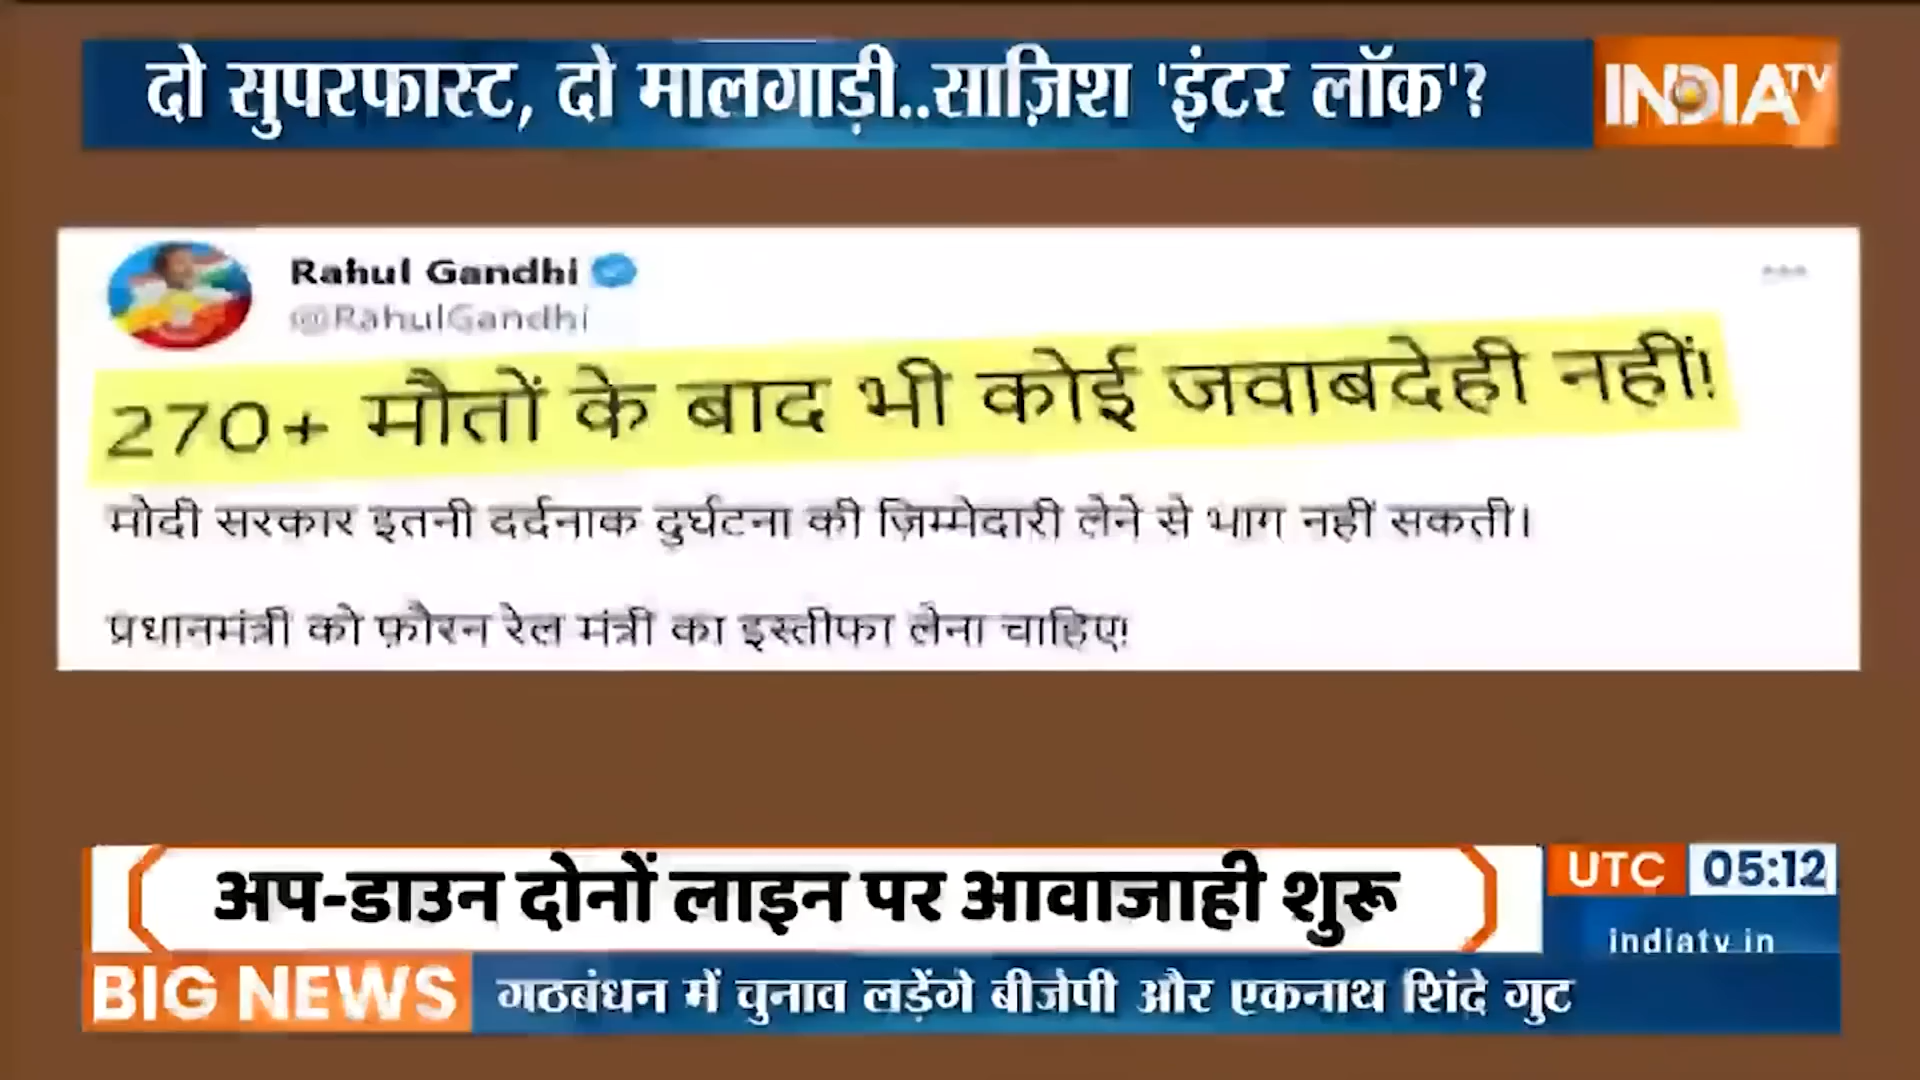 दो सुपरफास्ट, दो मालगाड़ी..साज़िश 'इंटर लॉक'?
INDIA TV
Rahul Gandhi
@RahulGandhi
270+ मौतों के बाद भी कोई जवाबदेही नहीं!
मोदी सरकार इतनी दर्दनाक दुर्घटना की ज़िम्मेदारी लेने से भाग नहीं सकती।
प्रधानमंत्री को फ़ौरन रेल मंत्री का इस्तीफा लेना चाहिए!
अप-डाउन दोनों लाइन पर आवाजाही शुरू
UTC 05:12
indiatv.in
BIG NEWS
गठबंधन में चुनाव लड़ेंगे बीजेपी और एकनाथ शिंदे गुट